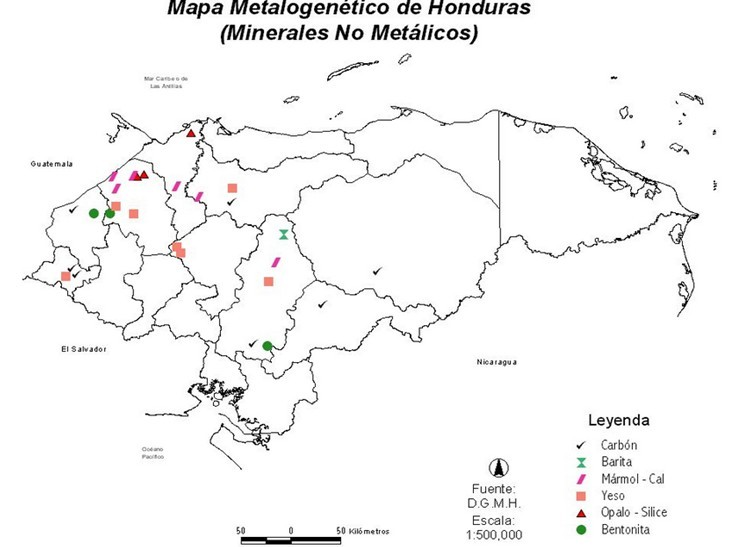 Mapa Metalogenético de Honduras
(Minerales No Metálicos)
Mar Caribe o de
Las Antillas
Guatemala
El Salvador
Nicaragua
Océano
Pacífico
Leyenda
Carbón
Barita
Mármol - Cal
Yeso
Opalo - Silice
Bentonita
Fuente:
D.G.M.H.
Escala:
1:500,000
50 0 50 Kilómetros